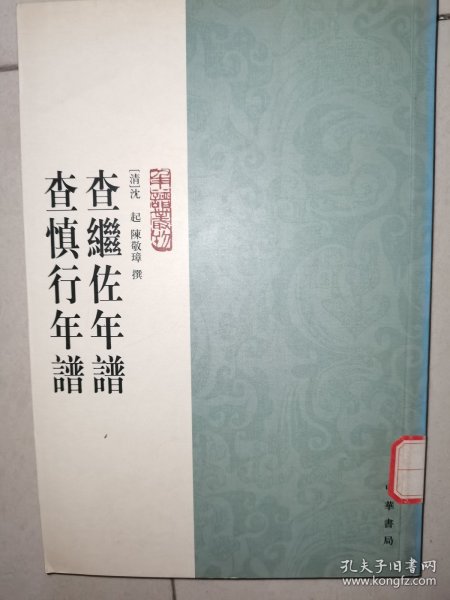 年譜叢刊
[清]沈 起 陳敬璋 撰
查繼佐年譜
查慎行年譜
華書局
孔夫子旧书网
www.kongfz.com